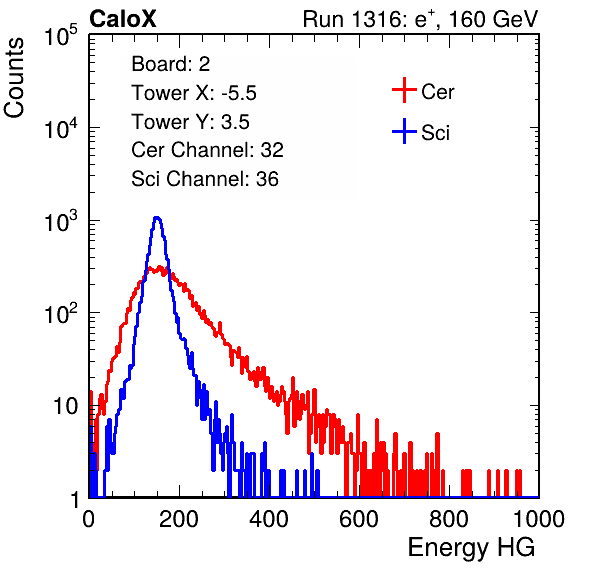 CaloX Run 1316: e⁺, 160 GeV
Counts
10⁵
10⁴
10³
10²
10
1
Board: 2
Tower X: -5.5
Tower Y: 3.5
Cer Channel: 32
Sci Channel: 36
Cer
Sci
0 200 400 600 800 1000
Energy HG